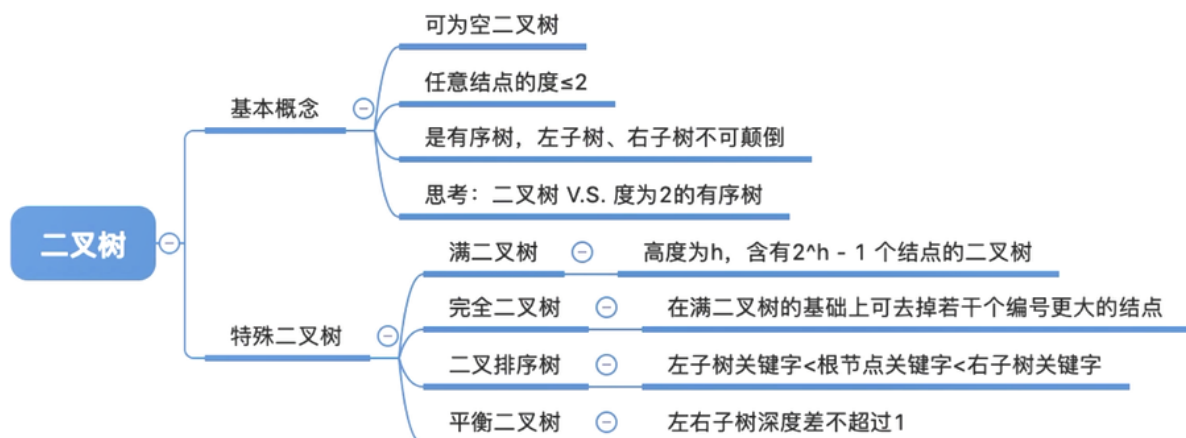 二叉树
基本概念
可为空二叉树
任意结点的度≤2
是有序树，左子树、右子树不可颠倒
思考：二叉树 V.S. 度为2的有序树
特殊二叉树
满二叉树
高度为h，含有2^h - 1 个结点的二叉树
完全二叉树
在满二叉树的基础上可去掉若干个编号更大的结点
二叉排序树
左子树关键字<根节点关键字<右子树关键字
平衡二叉树
左右子树深度差不超过1